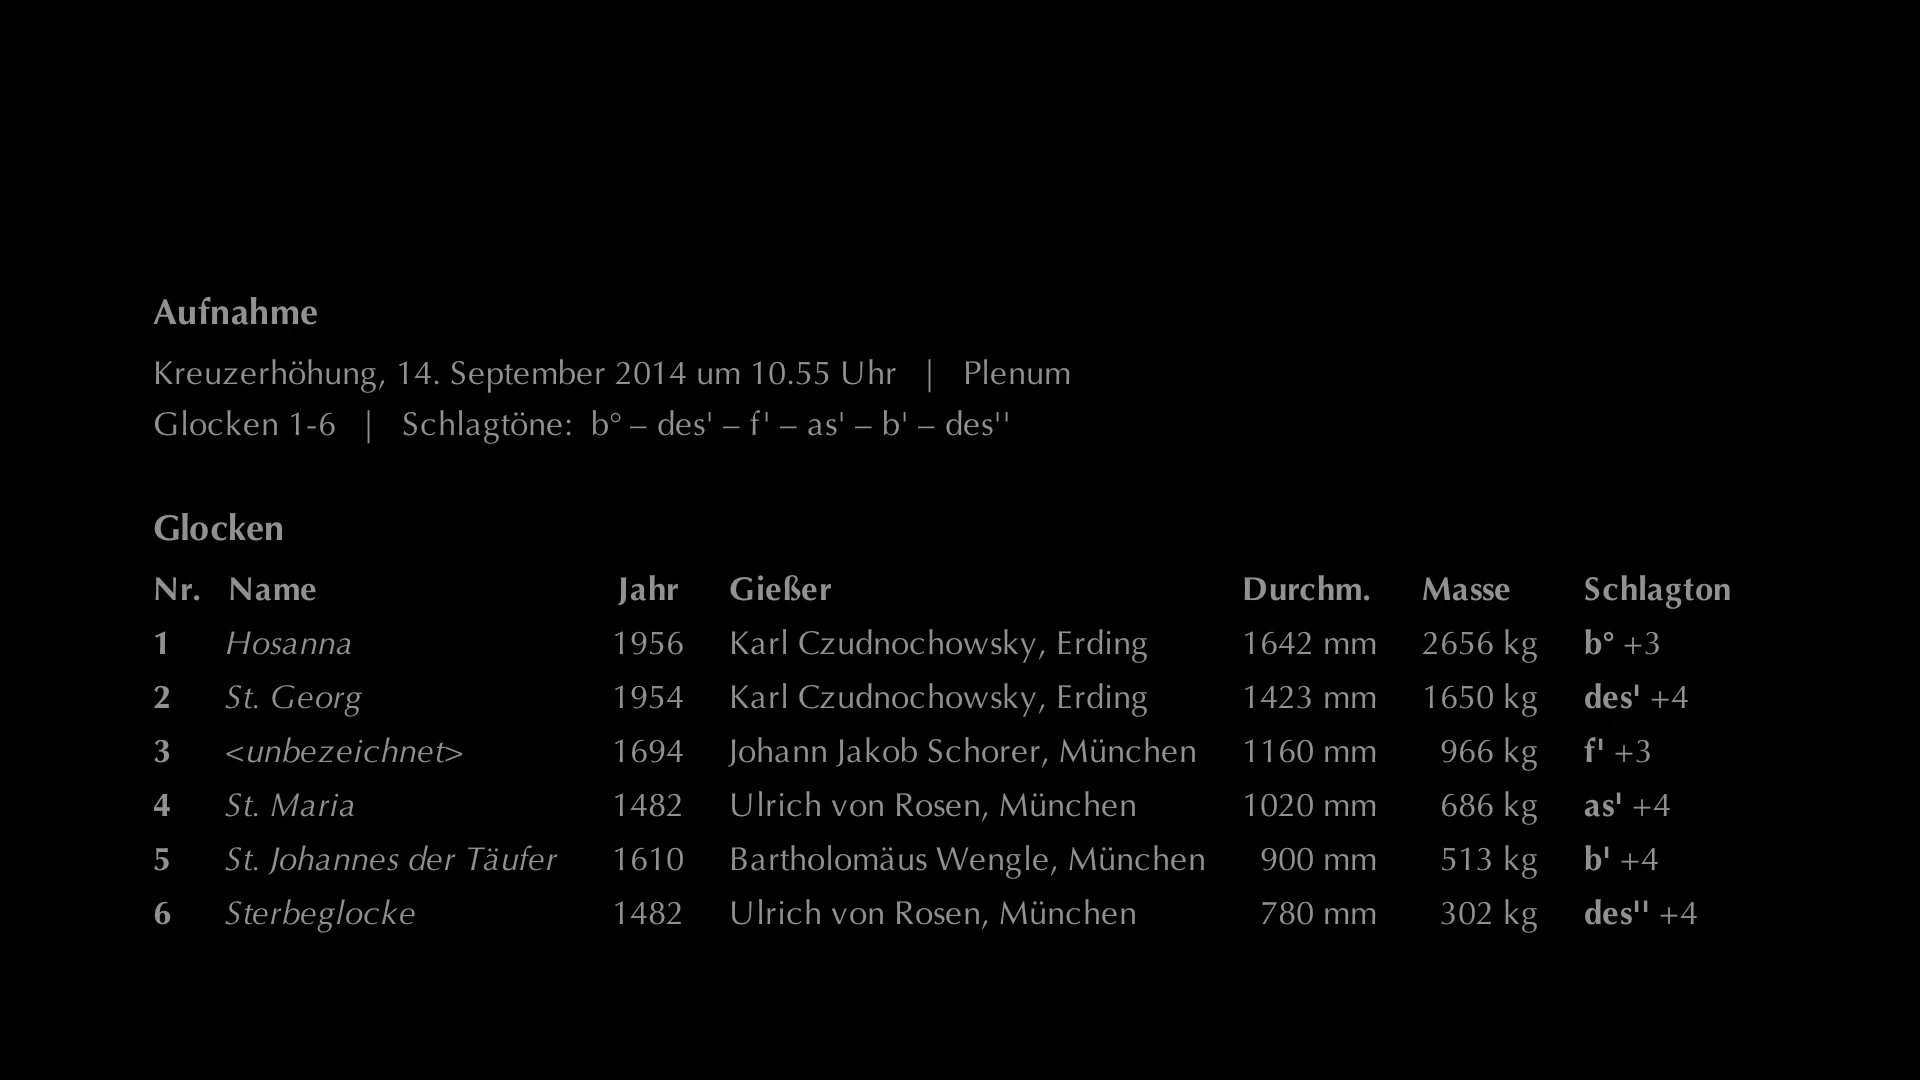 Aufnahme
Kreuzerhöhung, 14. September 2014 um 10.55 Uhr | Plenum
Glocken 1-6 | Schlagtöne: b° – des' – f' – as' – b' – des''
Glocken
Nr. Name Jahr Gießer Durchm. Masse Schlagton
1 Hosanna 1956 Karl Czudnochowsky, Erding 1642 mm 2656 kg b° +3
2 St. Georg 1954 Karl Czudnochowsky, Erding 1423 mm 1650 kg des' +4
3 <unbezeichnet> 1694 Johann Jakob Schorer, München 1160 mm 966 kg f' +3
4 St. Maria 1482 Ulrich von Rosen, München 1020 mm 686 kg as' +4
5 St. Johannes der Täufer 1610 Bartholomäus Wengle, München 900 mm 513 kg b' +4
6 Sterbeglocke 1482 Ulrich von Rosen, München 780 mm 302 kg des'' +4